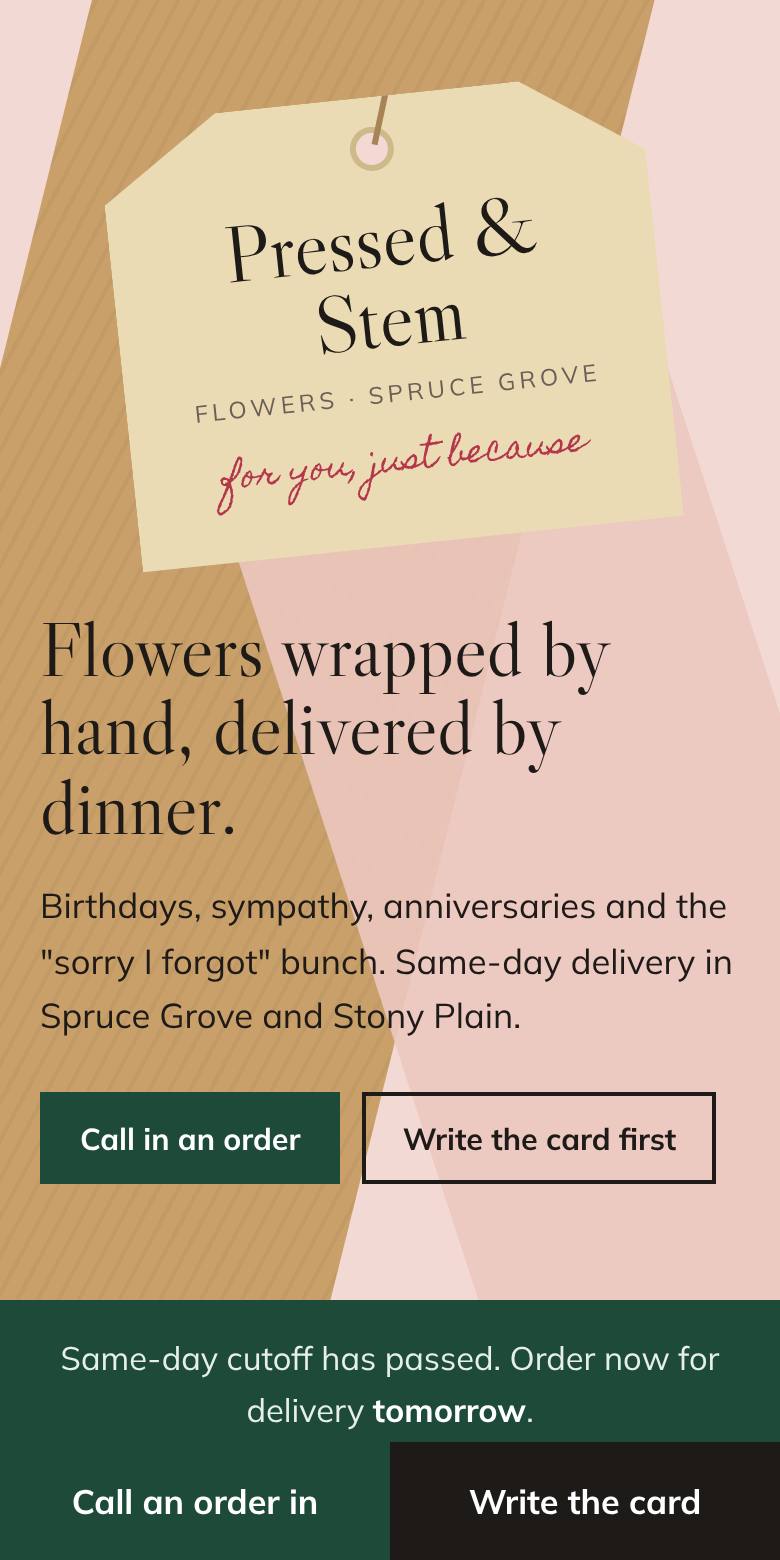 Pressed &
Stem
FLOWERS · SPRUCE GROVE
for you, just because
Flowers wrapped by
hand, delivered by
dinner.
Birthdays, sympathy, anniversaries and the
"sorry I forgot" bunch. Same-day delivery in
Spruce Grove and Stony Plain.
Call in an order
Write the card first
Same-day cutoff has passed. Order now for
delivery tomorrow.
Call an order in
Write the card